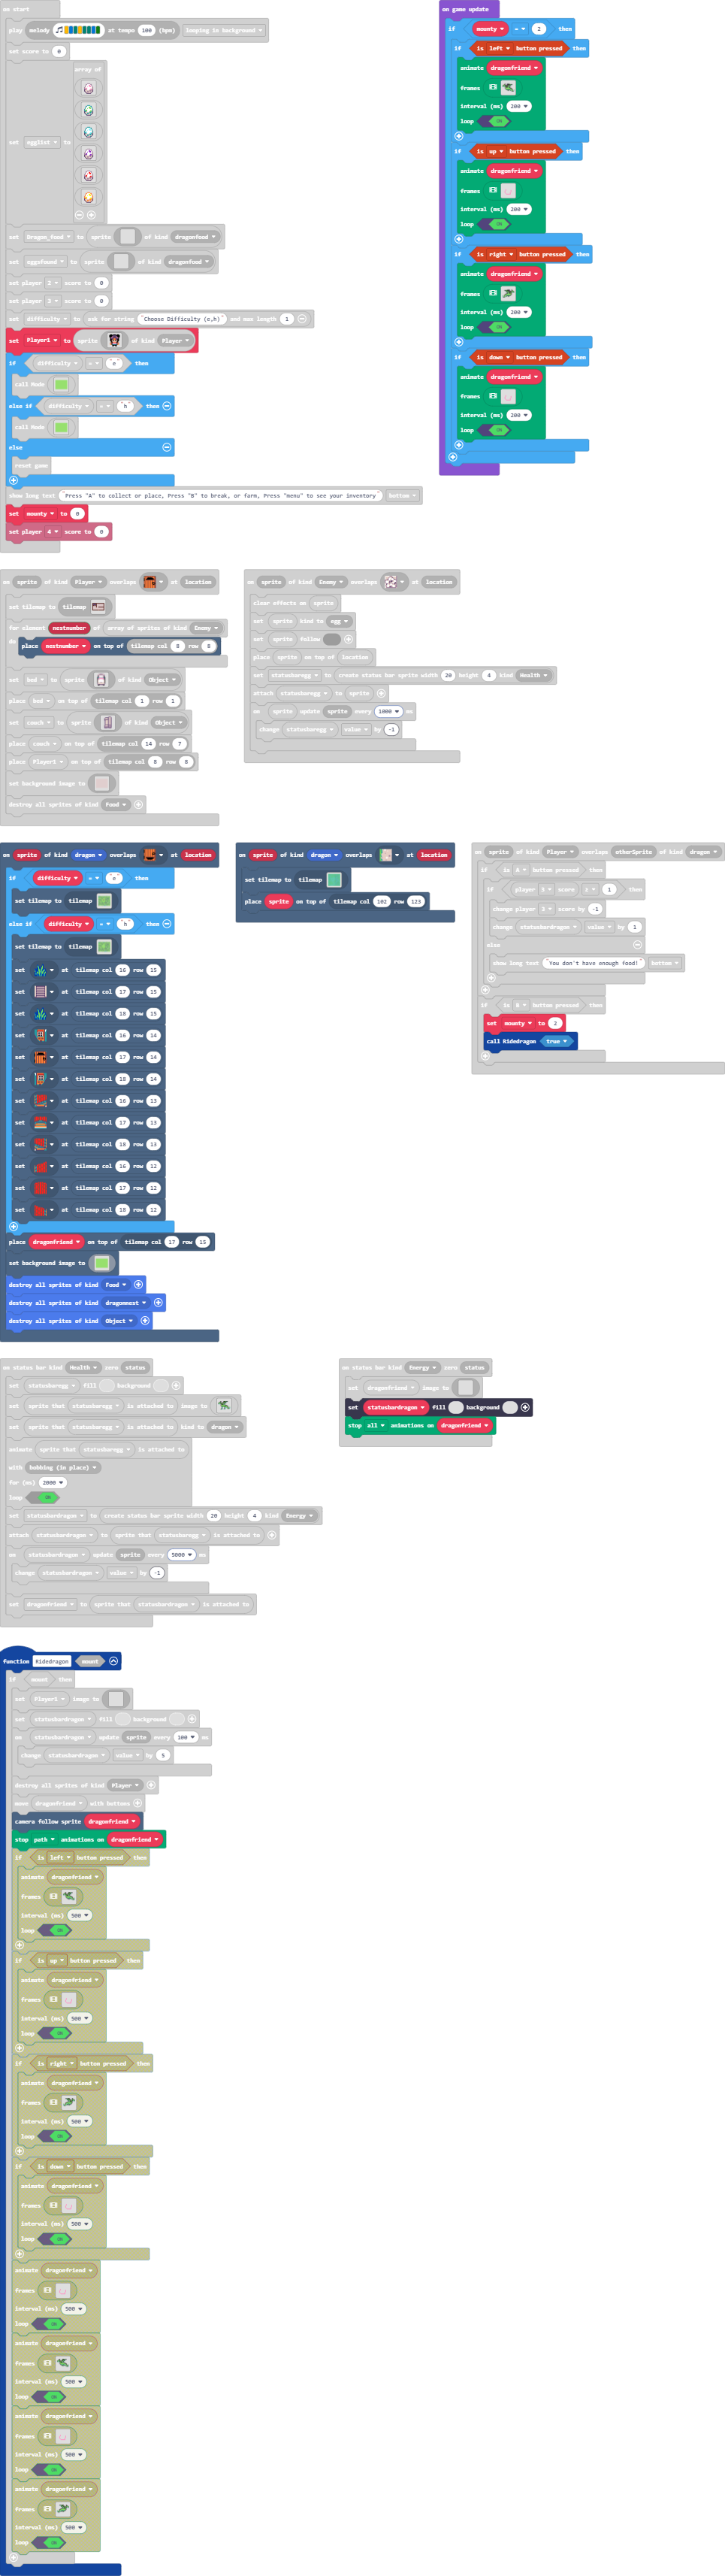 on start
play melody at tempo 100 (bpm) looping in background
set score to 0
array of
set egglist to
set Dragon_food to sprite of kind dragonfood
set eggsfound to sprite of kind dragonfood
set player 2 score to 0
set player 3 score to 0
set difficulty to ask for string "Choose Difficulty (e,h)" and max length 1
set Player1 to sprite of kind Player
if difficulty = "e" then
call Mode
else if difficulty = "h" then
call Mode
else
reset game
show long text "Press "A" to collect or place, Press "B" to break, or farm, Press "menu" to see your inventory" bottom
set mounty to 0
set player 4 score to 0
on game update
if mounty = 2 then
if is left button pressed then
animate dragonfriend
frames
interval (ms) 200
loop ON
if is up button pressed then
animate dragonfriend
frames
interval (ms) 200
loop ON
if is right button pressed then
animate dragonfriend
frames
interval (ms) 200
loop ON
if is down button pressed then
animate dragonfriend
frames
interval (ms) 200
loop ON
on sprite of kind Player overlaps at location
set tilemap to tilemap
for element nestnumber of array of sprites of kind Enemy
do place nestnumber on top of tilemap col 8 row 8
set bed to sprite of kind Object
place bed on top of tilemap col 1 row 1
set couch to sprite of kind Object
place couch on top of tilemap col 14 row 7
place Player1 on top of tilemap col 8 row 8
set background image to
destroy all sprites of kind Food
on sprite of kind Enemy overlaps at location
clear effects on sprite
set sprite kind to egg
set sprite follow
place sprite on top of location
set statusbaregg to create status bar sprite width 20 height 4 kind Health
attach statusbaregg to sprite
on sprite update sprite every 1000 ms
change statusbaregg value by -1
on sprite of kind dragon overlaps at location
if difficulty = "e" then
set tilemap to tilemap
else if difficulty = "h" then
set tilemap to tilemap
set at tilemap col 16 row 15
set at tilemap col 17 row 15
set at tilemap col 18 row 15
set at tilemap col 16 row 14
set at tilemap col 17 row 14
set at tilemap col 18 row 14
set at tilemap col 16 row 13
set at tilemap col 17 row 13
set at tilemap col 18 row 13
set at tilemap col 16 row 12
set at tilemap col 17 row 12
set at tilemap col 18 row 12
place dragonfriend on top of tilemap col 17 row 15
set background image to
destroy all sprites of kind Food
destroy all sprites of kind dragonnest
destroy all sprites of kind Object
on sprite of kind dragon overlaps at location
set tilemap to tilemap
place sprite on top of tilemap col 102 row 123
on sprite of kind Player overlaps otherSprite of kind dragon
if is A button pressed then
if player 3 score ≥ 1 then
change player 3 score by -1
change statusbardragon value by 1
else
show long text "You don't have enough food!" bottom
if is B button pressed then
set mounty to 2
call Ridedragon true
on status bar kind Health zero status
set statusbaregg fill background
set sprite that statusbaregg is attached to image to
set sprite that statusbaregg is attached to kind to dragon
animate sprite that statusbaregg is attached to
with bobbing (in place)
for (ms) 2000
loop ON
set statusbardragon to create status bar sprite width 20 height 4 kind Energy
attach statusbardragon to sprite that statusbaregg is attached to
on statusbardragon update sprite every 5000 ms
change statusbardragon value by -1
set dragonfriend to sprite that statusbardragon is attached to
on status bar kind Energy zero status
set dragonfriend image to
set statusbardragon fill background
stop all animations on dragonfriend
function Ridedragon mount
if mount then
set Player1 image to
set statusbardragon fill background
on statusbardragon update sprite every 100 ms
change statusbardragon value by 5
destroy all sprites of kind Player
move dragonfriend with buttons
camera follow sprite dragonfriend
stop path animations on dragonfriend
if is left button pressed then
animate dragonfriend
frames
interval (ms) 500
loop ON
if is up button pressed then
animate dragonfriend
frames
interval (ms) 500
loop ON
if is right button pressed then
animate dragonfriend
frames
interval (ms) 500
loop ON
if is down button pressed then
animate dragonfriend
frames
interval (ms) 500
loop ON
animate dragonfriend
frames
interval (ms) 500
loop ON
animate dragonfriend
frames
interval (ms) 500
loop ON
animate dragonfriend
frames
interval (ms) 500
loop ON
animate dragonfriend
frames
interval (ms) 500
loop ON